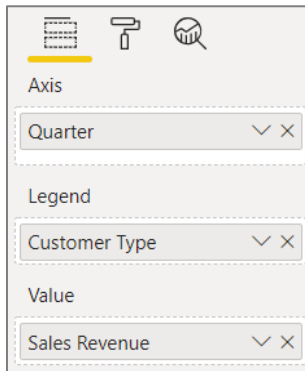 Axis
Quarter
Legend
Customer Type
Value
Sales Revenue